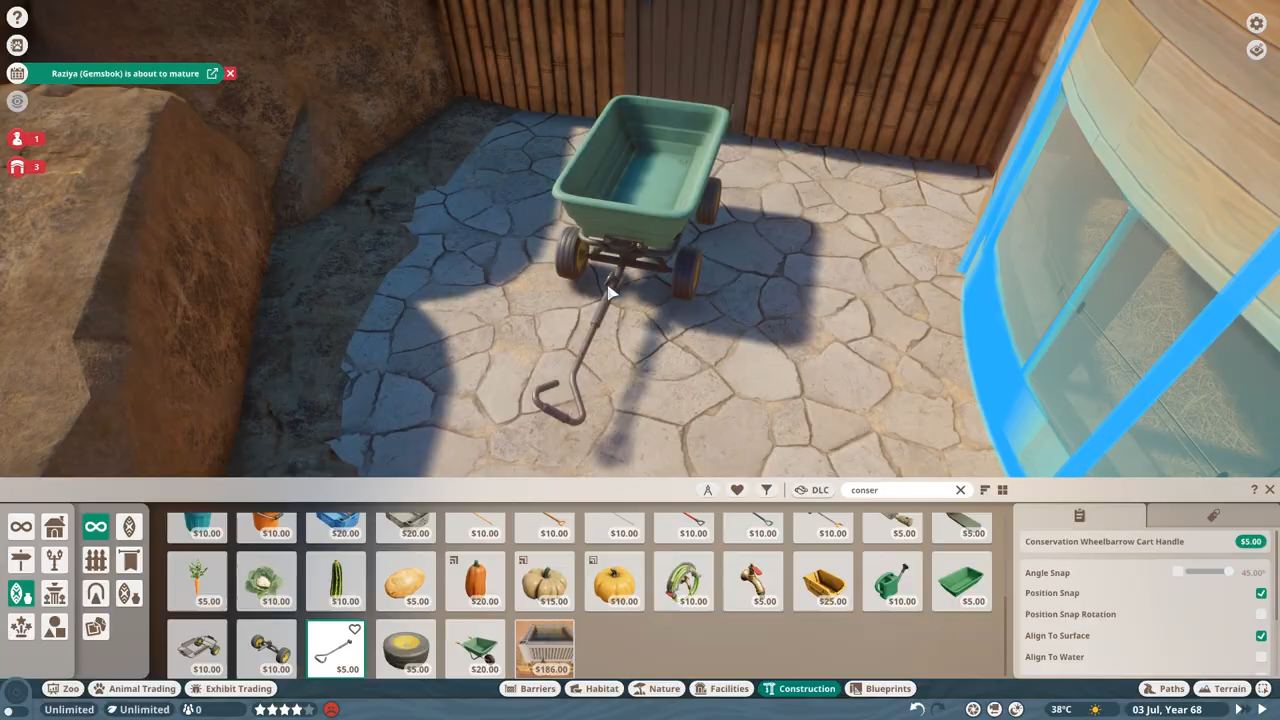 Raziya (Gemsbok) is about to mature
1
3
DLC
conser
$10.00 $10.00 $20.00 $20.00 $10.00 $10.00 $10.00 $10.00 $10.00 $10.00 $5.00 $5.00
$5.00 $10.00 $10.00 $5.00 $20.00 $15.00 $10.00 $10.00 $5.00 $25.00 $10.00 $5.00
$10.00 $10.00 $5.00 $5.00 $20.00 $186.00
Conservation Wheelbarrow Cart Handle $5.00
Angle Snap 45.00°
Position Snap
Position Snap Rotation
Align To Surface
Align To Water
Zoo Animal Trading Exhibit Trading Barriers Habitat Nature Facilities Construction Blueprints Paths Terrain
Unlimited Unlimited 0 38°C 03 Jul, Year 68